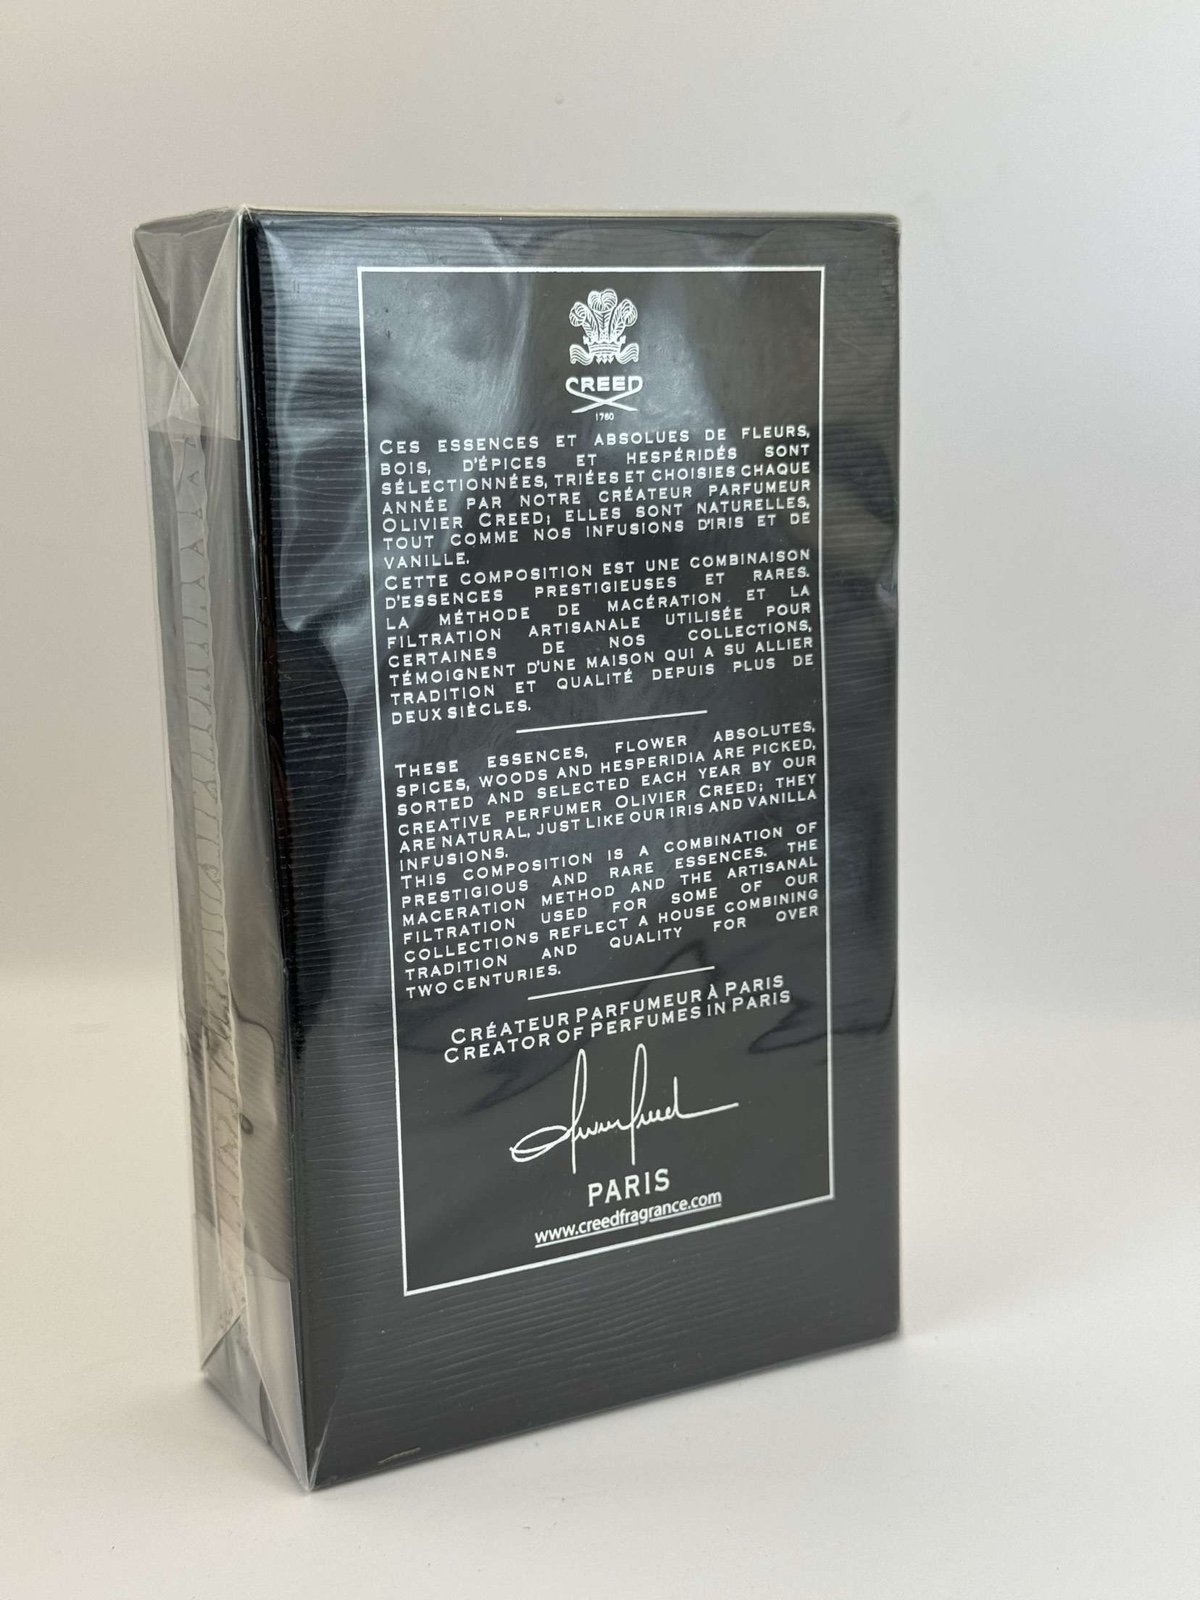 CREED
1760
CES ESSENCES ET ABSOLUES DE FLEURS,
BOIS, D'ÉPICES ET HESPÉRIDÉS SONT
SÉLECTIONNÉES, TRIÉES ET CHOISIES CHAQUE
ANNÉE PAR NOTRE CRÉATEUR PARFUMEUR
OLIVIER CREED; ELLES SONT NATURELLES,
TOUT COMME NOS INFUSIONS D'IRIS ET DE
VANILLE.
CETTE COMPOSITION EST UNE COMBINAISON
D'ESSENCES PRESTIGIEUSES ET RARES.
LA MÉTHODE DE MACÉRATION ET LA
FILTRATION ARTISANALE UTILISÉE POUR
CERTAINES DE NOS COLLECTIONS,
TÉMOIGNENT D'UNE MAISON QUI A SU ALLIER
TRADITION ET QUALITÉ DEPUIS PLUS DE
DEUX SIÈCLES.
THESE ESSENCES, FLOWER ABSOLUTES,
SPICES, WOODS AND HESPERIDIA ARE PICKED,
SORTED AND SELECTED EACH YEAR BY OUR
CREATIVE PERFUMER OLIVIER CREED; THEY
ARE NATURAL, JUST LIKE OUR IRIS AND VANILLA
INFUSIONS.
THIS COMPOSITION IS A COMBINATION OF
PRESTIGIOUS AND RARE ESSENCES. THE
MACERATION METHOD AND THE ARTISANAL
FILTRATION USED FOR SOME OF OUR
COLLECTIONS REFLECT A HOUSE COMBINING
TRADITION AND QUALITY FOR OVER
TWO CENTURIES.
CRÉATEUR PARFUMEUR À PARIS
CREATOR OF PERFUMES IN PARIS
Olivier Creed
PARIS
www.creedfragrance.com